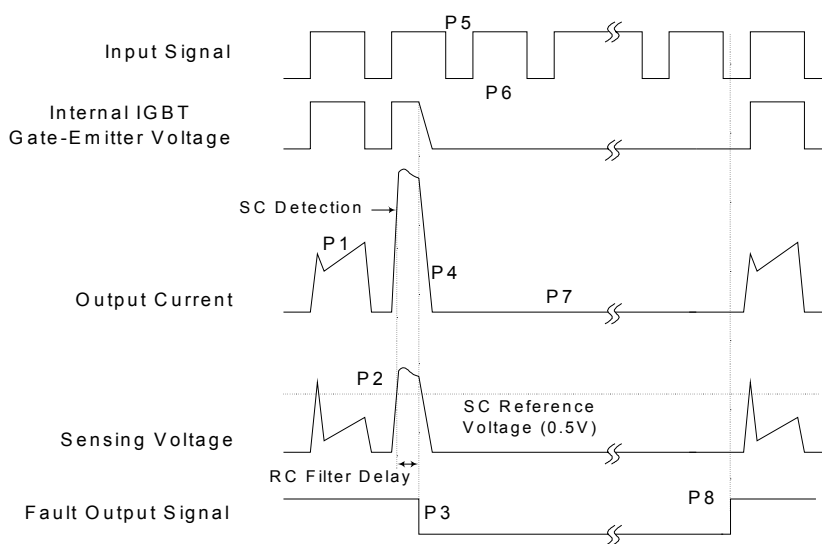 P5
Input Signal
P6
Internal IGBT
Gate-Emitter Voltage
SC Detection
P1
P4
P7
Output Current
P2
SC Reference
Voltage (0.5V)
Sensing Voltage
RC Filter Delay
P8
P3
Fault Output Signal